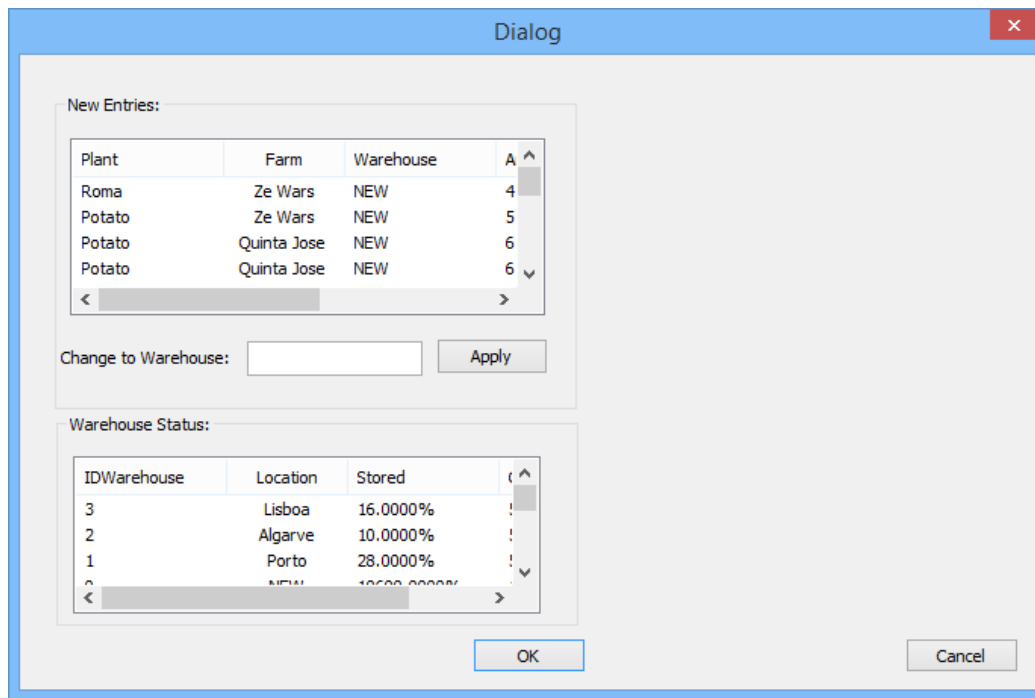 Dialog
New Entries:
Plant Farm Warehouse
Roma Ze Wars NEW 4
Potato Ze Wars NEW 5
Potato Quinta Jose NEW 6
Potato Quinta Jose NEW 6
Change to Warehouse: Apply
Warehouse Status:
IDWarehouse Location Stored
3 Lisboa 16.0000%
2 Algarve 10.0000%
1 Porto 28.0000%
NEW
OK Cancel